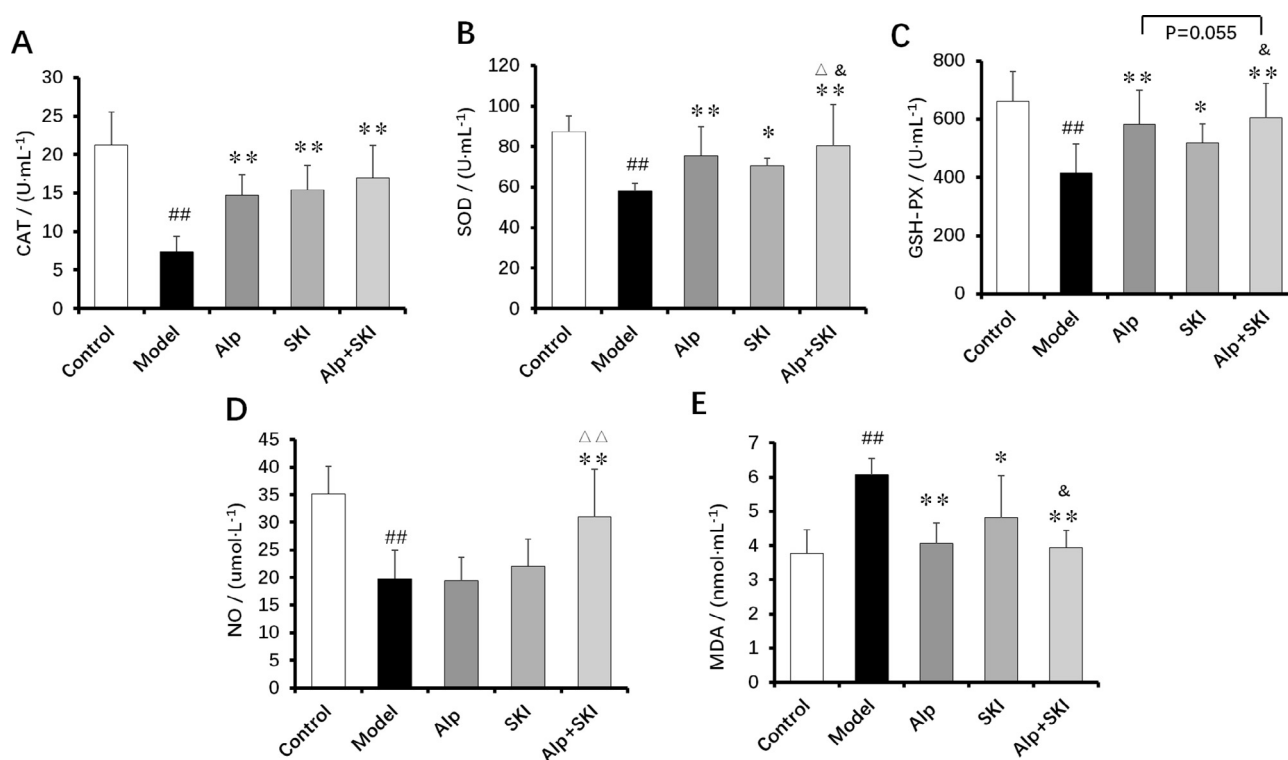 A
CAT / (U·mL⁻¹)
30
25
20
15
10
5
0
##
**
**
**
Control
Model
Alp
SKI
Alp+SKI
B
SOD / (U·mL⁻¹)
120
100
80
60
40
20
0
##
**
*
△ &
**
Control
Model
Alp
SKI
Alp+SKI
C
P=0.055
GSH-PX / (U·mL⁻¹)
800
600
400
200
0
##
**
*
&
**
Control
Model
Alp
SKI
Alp+SKI
D
NO / (umol·L⁻¹)
45
40
35
30
25
20
15
10
5
0
##
△△
**
Control
Model
Alp
SKI
Alp+SKI
E
MDA / (nmol·mL⁻¹)
7
6
5
4
3
2
1
0
##
**
*
&
**
Control
Model
Alp
SKI
Alp+SKI